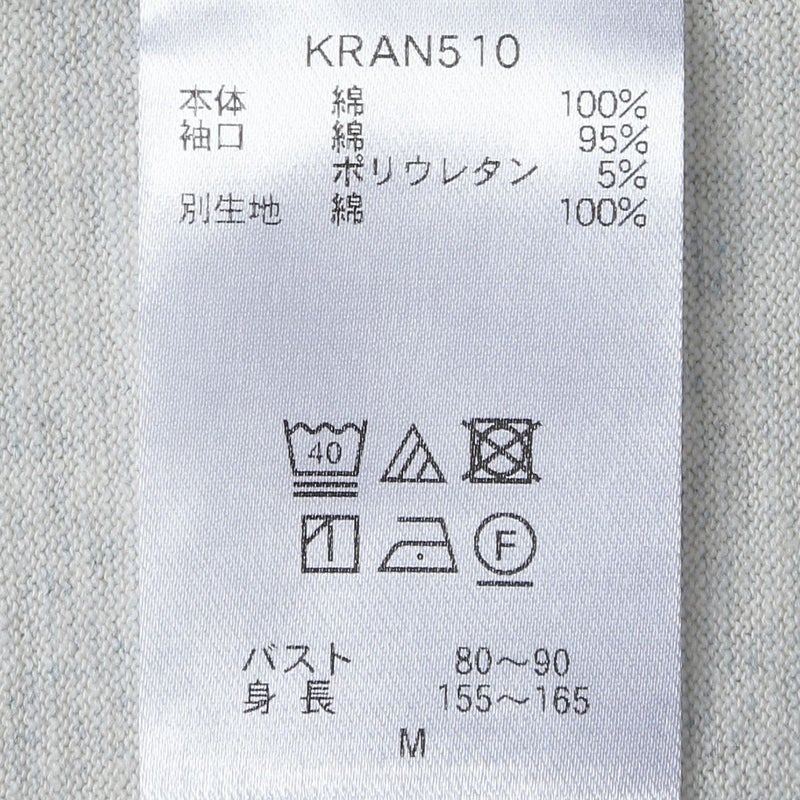 KRAN510
本体 綿 100%
袖口 綿 95%
ポリウレタン 5%
別生地 綿 100%
40
F
バスト 80～90
身長 155～165
M